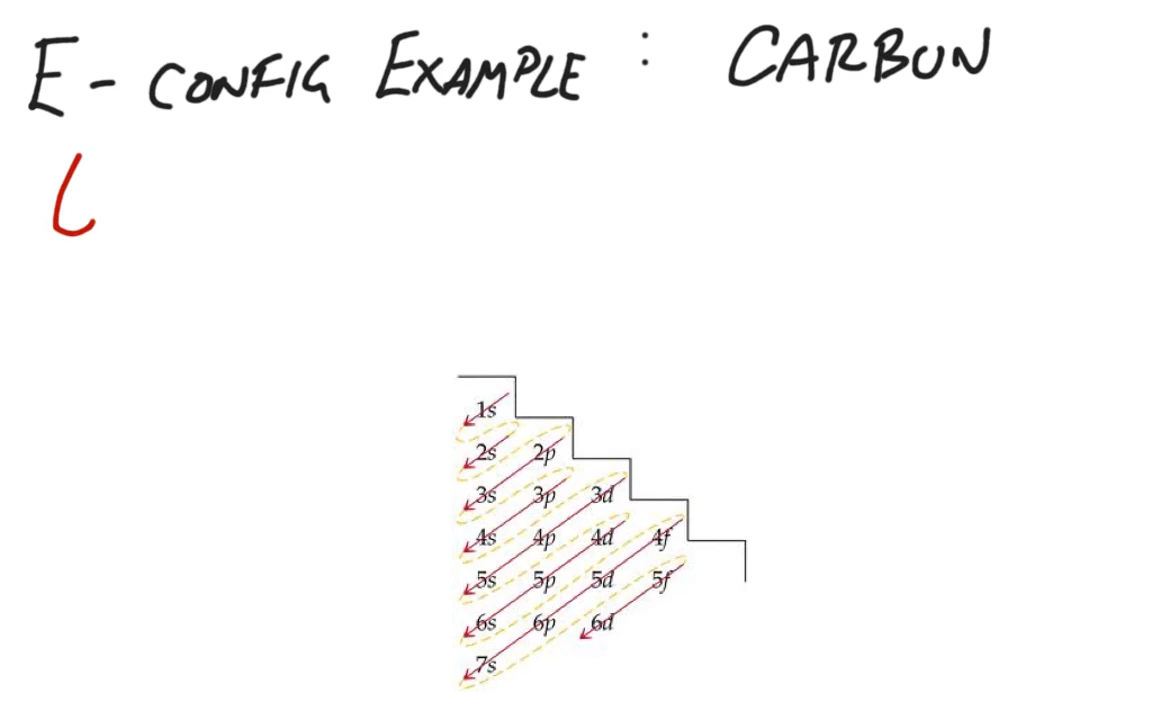 E - CONFIG EXAMPLE : CARBON
C
1s
2s 2p
3s 3p 3d
4s 4p 4d 4f
5s 5p 5d 5f
6s 6p 6d
7s